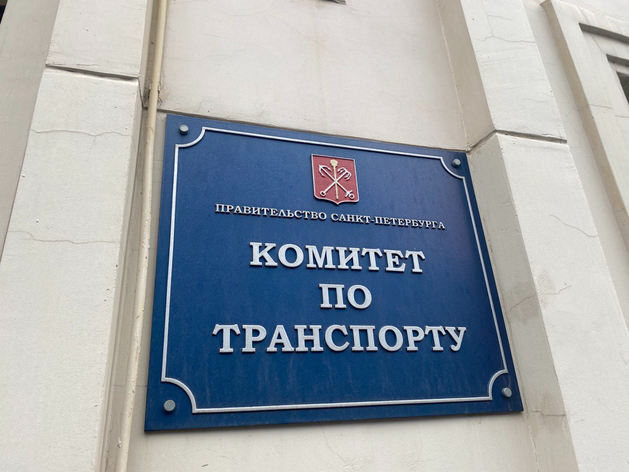 ПРАВИТЕЛЬСТВО САНКТ-ПЕТЕРБУРГА
КОМИТЕТ
ПО
ТРАНСПОРТУ